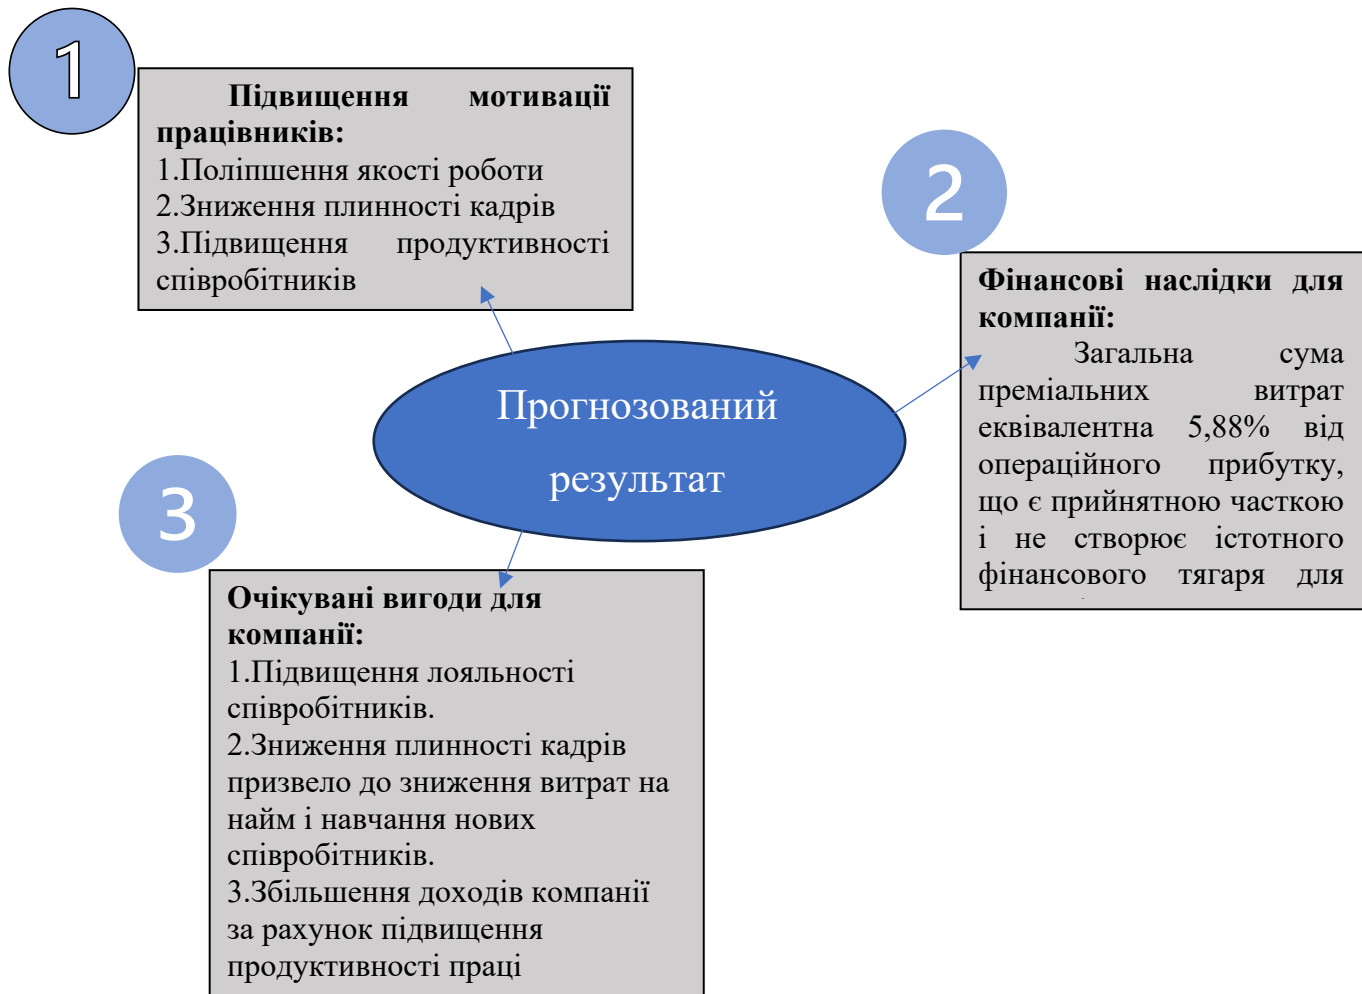 1
Підвищення мотивації
працівників:
1.Поліпшення якості роботи
2.Зниження плинності кадрів
3.Підвищення продуктивності
співробітників
2
Фінансові наслідки для
компанії:
Загальна сума
преміальних витрат
еквівалентна 5,88% від
операційного прибутку,
що є прийнятною часткою
і не створює істотного
фінансового тягаря для
Прогнозований
результат
3
Очікувані вигоди для
компанії:
1.Підвищення лояльності
співробітників.
2.Зниження плинності кадрів
призвело до зниження витрат на
найм і навчання нових
співробітників.
3.Збільшення доходів компанії
за рахунок підвищення
продуктивності праці